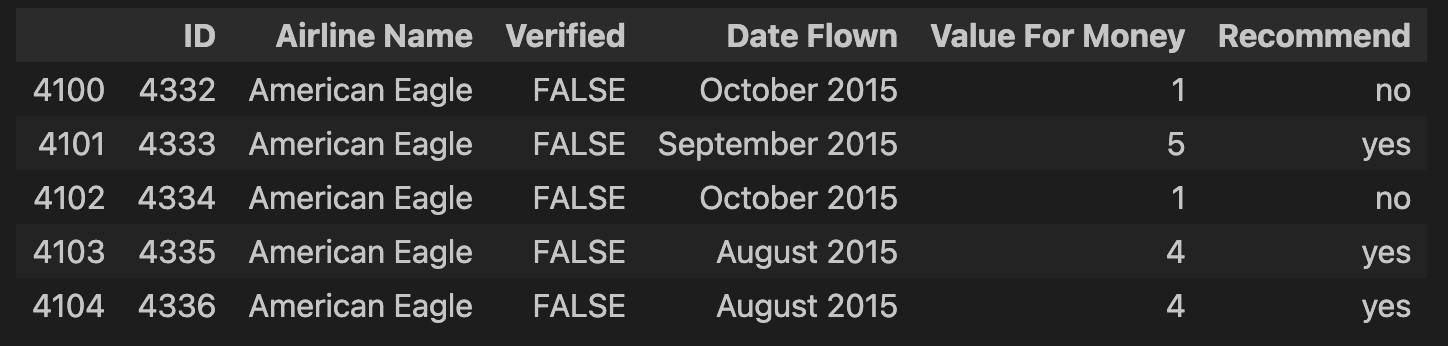 ID Airline Name Verified Date Flown Value For Money Recommend
4100 4332 American Eagle FALSE October 2015 1 no
4101 4333 American Eagle FALSE September 2015 5 yes
4102 4334 American Eagle FALSE October 2015 1 no
4103 4335 American Eagle FALSE August 2015 4 yes
4104 4336 American Eagle FALSE August 2015 4 yes